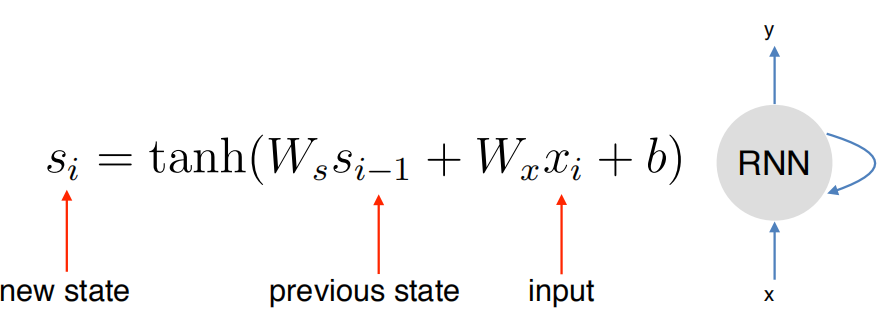 y
s_i = tanh(W_s s_{i−1} + W_x x_i + b)
RNN
new state
previous state
input
x